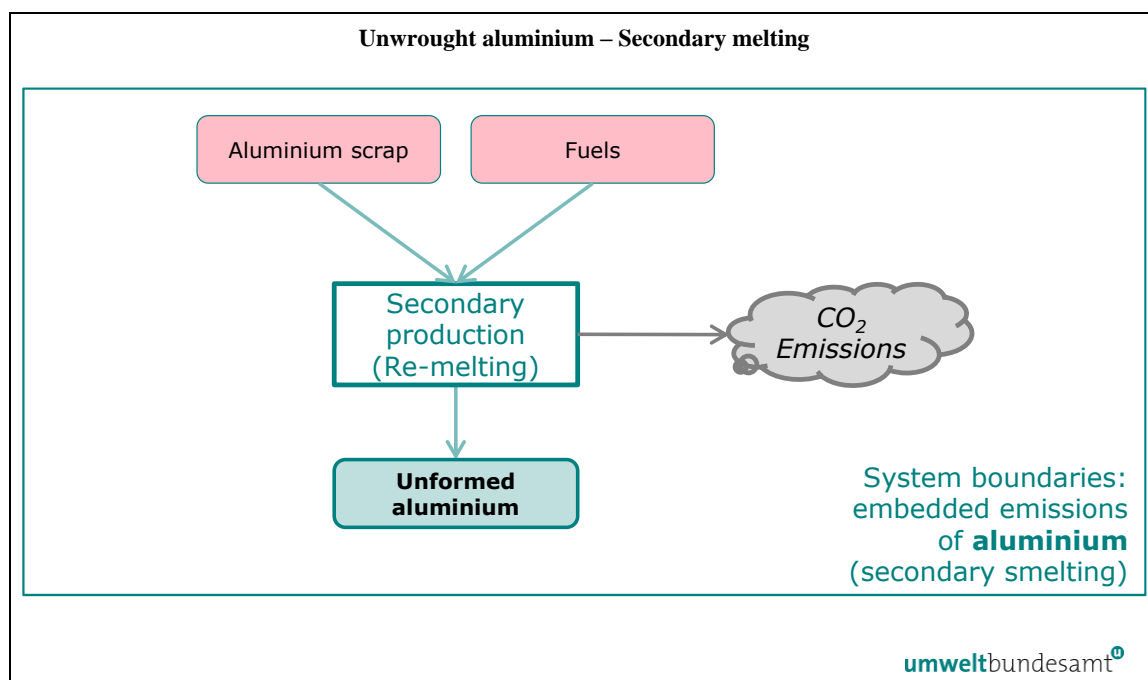 Unwrought aluminium – Secondary melting
Aluminium scrap
Fuels
Secondary
production
(Re-melting)
CO₂
Emissions
Unformed
aluminium
System boundaries:
embedded emissions
of aluminium
(secondary smelting)
umweltbundesamt
u